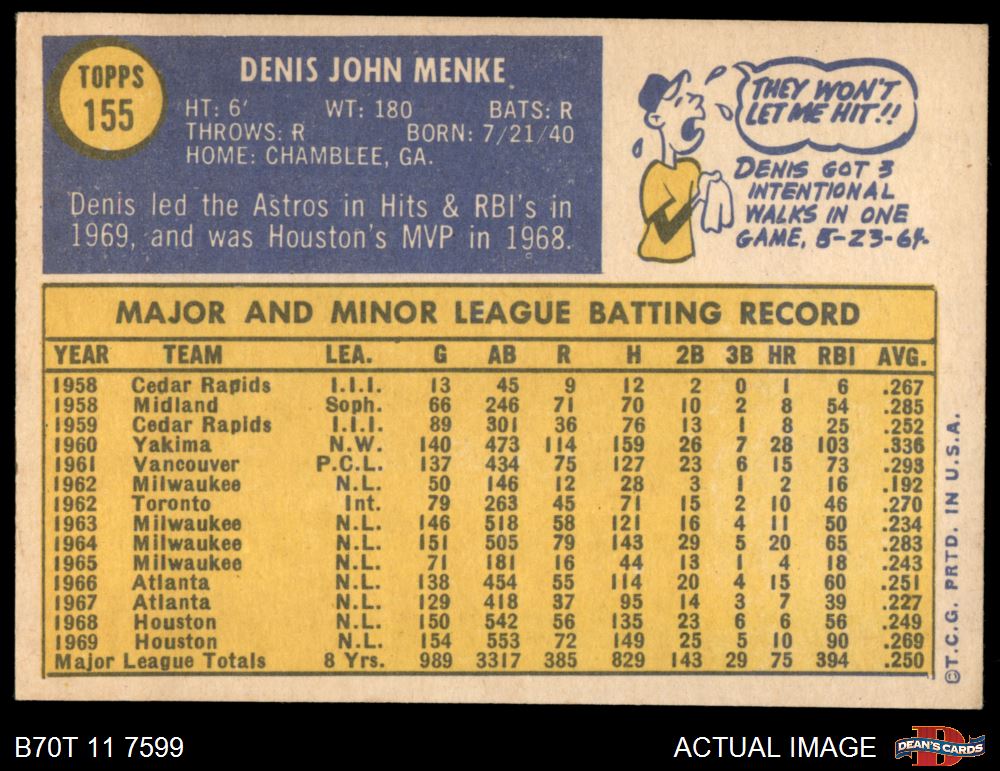 TOPPS
155
DENIS JOHN MENKE
HT: 6' WT: 180 BATS: R
THROWS: R BORN: 7/21/40
HOME: CHAMBLEE, GA.
Denis led the Astros in Hits & RBI's in
1969, and was Houston's MVP in 1968.
THEY WON'T
LET ME HIT!!
DENIS GOT 3
INTENTIONAL
WALKS IN ONE
GAME, 5-23-64.
MAJOR AND MINOR LEAGUE BATTING RECORD
YEAR TEAM LEA. G AB R H 2B 3B HR RBI AVG.
1958 Cedar Rapids I.I.I. 13 45 9 12 2 0 1 6 .267
1958 Midland Soph. 66 246 71 70 10 2 8 54 .285
1959 Cedar Rapids I.I.I. 89 301 36 76 13 1 8 25 .252
1960 Yakima N.W. 140 473 114 159 26 7 28 103 .336
1961 Vancouver P.C.L. 137 434 75 127 23 6 15 73 .293
1962 Milwaukee N.L. 50 146 12 28 3 1 2 16 .192
1962 Toronto Int. 79 263 45 71 15 2 10 46 .270
1963 Milwaukee N.L. 146 518 58 121 16 4 11 50 .234
1964 Milwaukee N.L. 151 505 79 143 29 5 20 65 .283
1965 Milwaukee N.L. 71 181 16 44 13 1 4 18 .243
1966 Atlanta N.L. 138 454 55 114 20 4 15 60 .251
1967 Atlanta N.L. 129 418 37 95 14 3 7 39 .227
1968 Houston N.L. 150 542 56 135 23 6 6 56 .249
1969 Houston N.L. 154 553 72 149 25 5 10 90 .269
Major League Totals 8 Yrs. 989 3317 385 829 143 29 75 394 .250
©T.C.G. PRTD. IN U.S.A.
B70T 11 7599
ACTUAL IMAGE
D
DEAN'S CARDS